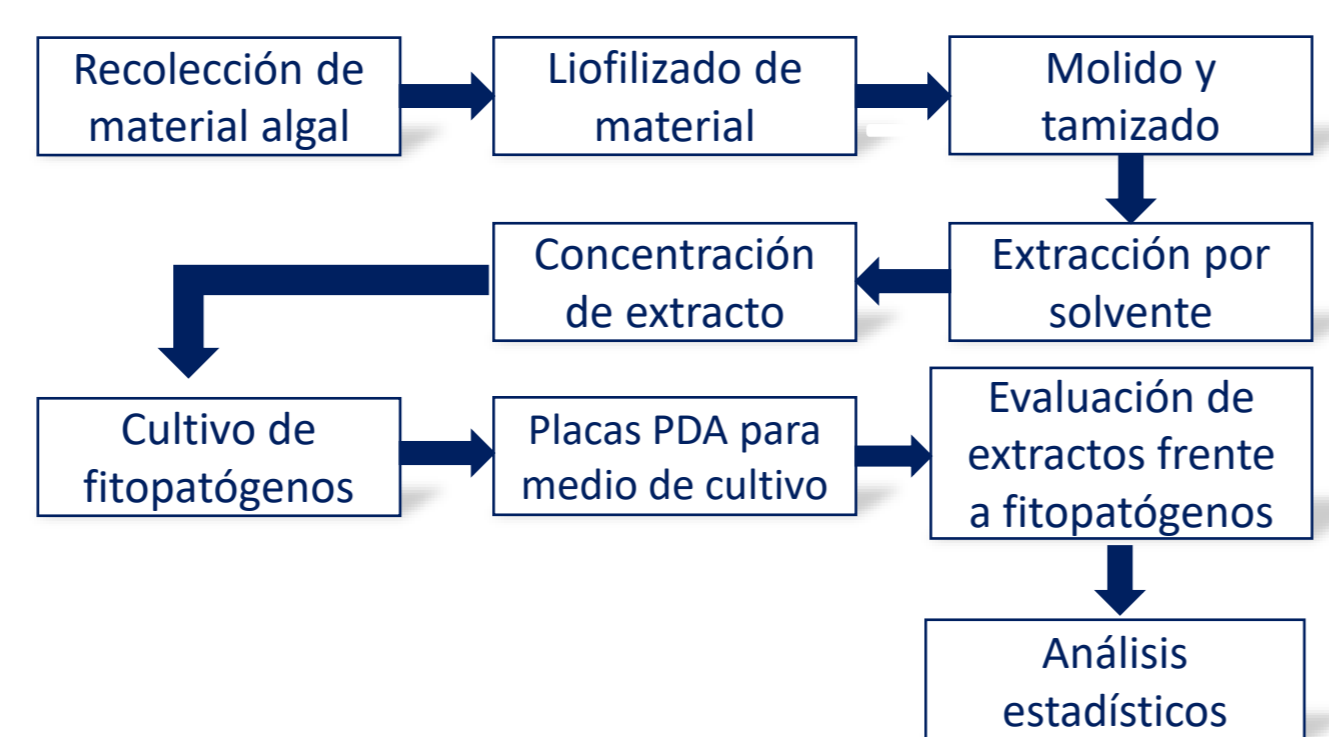 Recolección de
material algal
Liofilizado de
material
Molido y
tamizado
Extracción por
solvente
Concentración
de extracto
Cultivo de
fitopatógenos
Placas PDA para
medio de cultivo
Evaluación de
extractos frente
a fitopatógenos
Análisis
estadísticos